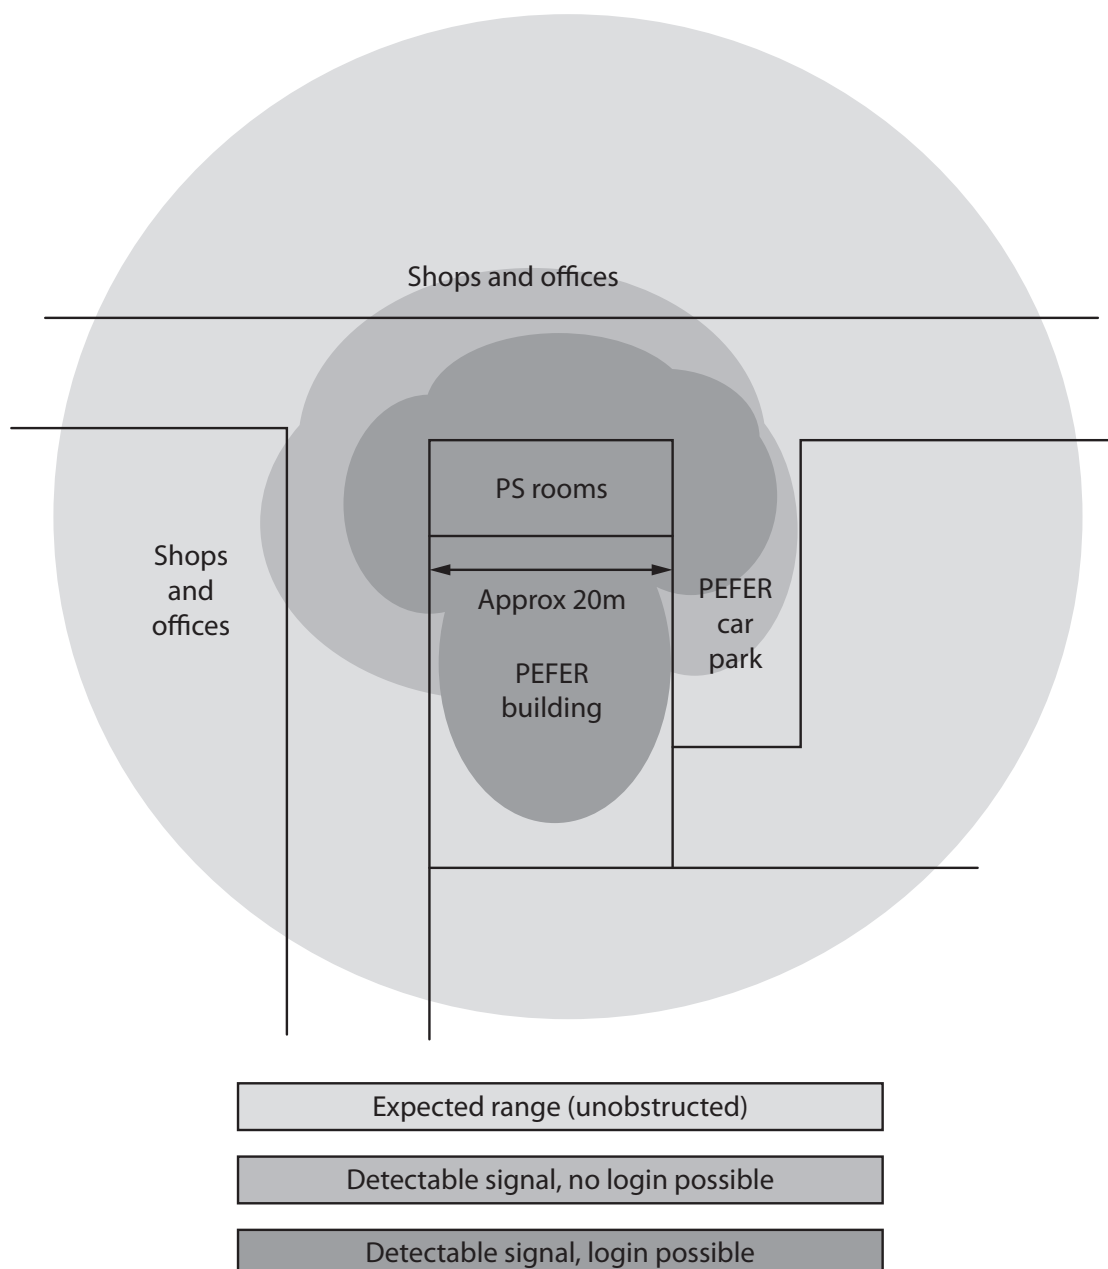 Shops and offices
PS rooms
Shops
and
offices
Approx 20m
PEFER
car
park
PEFER
building
Expected range (unobstructed)
Detectable signal, no login possible
Detectable signal, login possible